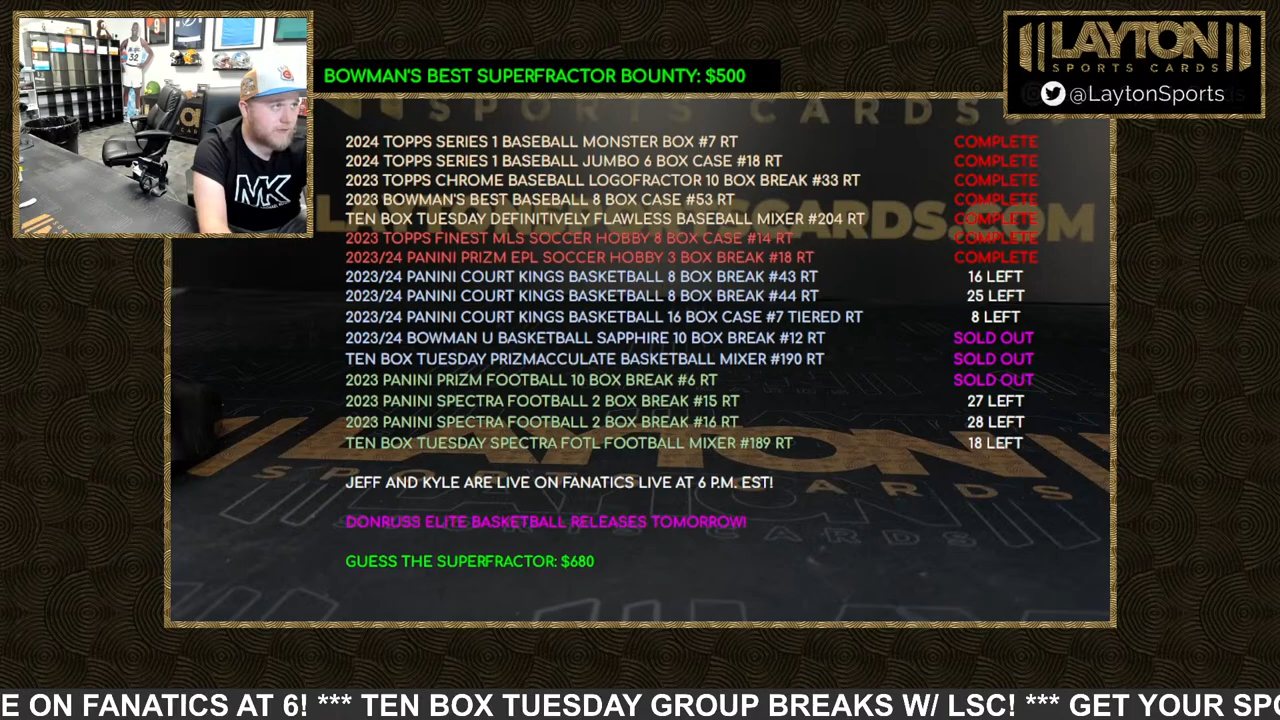 BOWMAN'S BEST SUPERFRACTOR BOUNTY: $500
LAYTON
SPORTS CARDS
@LaytonSports
SPORTS CARDS
2024 TOPPS SERIES 1 BASEBALL MONSTER BOX #7 RT COMPLETE
2024 TOPPS SERIES 1 BASEBALL JUMBO 6 BOX CASE #18 RT COMPLETE
2023 TOPPS CHROME BASEBALL LOGOFRACTOR 10 BOX BREAK #33 RT COMPLETE
2023 BOWMAN'S BEST BASEBALL 8 BOX CASE #53 RT COMPLETE
TEN BOX TUESDAY DEFINITIVELY FLAWLESS BASEBALL MIXER #204 RT COMPLETE
2023 TOPPS FINEST MLS SOCCER HOBBY 8 BOX CASE #14 RT COMPLETE
2023/24 PANINI PRIZM EPL SOCCER HOBBY 3 BOX BREAK #18 RT COMPLETE
2023/24 PANINI COURT KINGS BASKETBALL 8 BOX BREAK #43 RT 16 LEFT
2023/24 PANINI COURT KINGS BASKETBALL 8 BOX BREAK #44 RT 25 LEFT
2023/24 PANINI COURT KINGS BASKETBALL 16 BOX CASE #7 TIERED RT 8 LEFT
2023/24 BOWMAN U BASKETBALL SAPPHIRE 10 BOX BREAK #12 RT SOLD OUT
TEN BOX TUESDAY PRIZMACCULATE BASKETBALL MIXER #190 RT SOLD OUT
2023 PANINI PRIZM FOOTBALL 10 BOX BREAK #6 RT SOLD OUT
2023 PANINI SPECTRA FOOTBALL 2 BOX BREAK #15 RT 27 LEFT
2023 PANINI SPECTRA FOOTBALL 2 BOX BREAK #16 RT 28 LEFT
TEN BOX TUESDAY SPECTRA FOTL FOOTBALL MIXER #189 RT 18 LEFT
JEFF AND KYLE ARE LIVE ON FANATICS LIVE AT 6 P.M. EST!
DONRUSS ELITE BASKETBALL RELEASES TOMORROW!
GUESS THE SUPERFRACTOR: $680
E ON FANATICS AT 6! *** TEN BOX TUESDAY GROUP BREAKS W/ LSC! *** GET YOUR SPO
MK
32